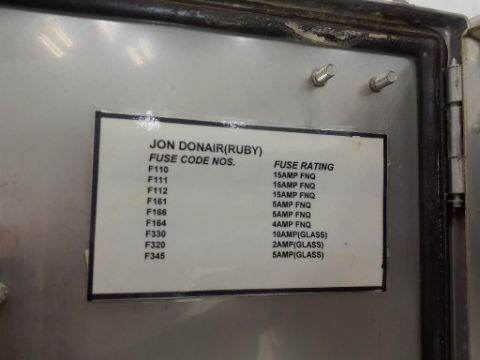 JON DONAIR(RUBY)
FUSE CODE NOS. FUSE RATING
F110 15AMP FNQ
F111 15AMP FNQ
F112 15AMP FNQ
F161 5AMP FNQ
F166 5AMP FNQ
F164 4AMP FNQ
F330 10AMP(GLASS)
F320 2AMP(GLASS)
F345 5AMP(GLASS)